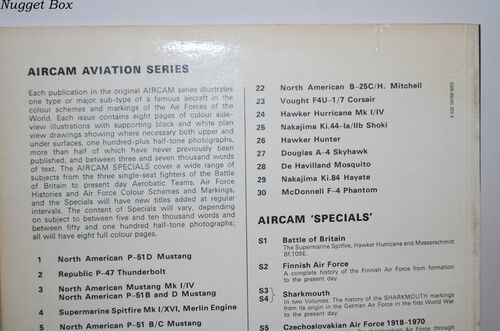 Nugget Box
AIRCAM AVIATION SERIES
Each publication in the original AIRCAM series illustrates
one type or major sub-type of a famous aircraft in the
colour schemes and markings of the Air Forces of the
World. Each issue contains eight pages of colour side-
view illustrations with supporting black and white plan
view drawings showing where necessary both upper and
under surfaces, one hundred-plus half-tone photographs,
more than half of which have never previously been
published, and between three and seven thousand words
of text. The AIRCAM SPECIALS cover a wide range of
subjects from the three single-seat fighters of the Battle
of Britain to present day Aerobatic Teams. Air Force
Histories and Air Force Colour Schemes and Markings,
and the Specials will have new titles added at regular
intervals. The content of Specials will vary, depending
on subject to between five and ten thousand words and
between fifty and one hundred half-tone photographs;
all will have eight full colour pages.
1 North American P-51D Mustang
2 Republic P-47 Thunderbolt
3 North American Mustang Mk I/IV
North American P-51B and D Mustang
4 Supermarine Spitfire Mk I/XVI, Merlin Engine
5 North American P-51 B/C Mustang
22 North American B-25C/H. Mitchell
23 Vought F4U-1/7 Corsair
24 Hawker Hurricane Mk I/IV
25 Nakajima Ki.44-Ia/IIb Shoki
26 Hawker Hunter
27 Douglas A-4 Skyhawk
28 De Havilland Mosquito
29 Nakajima Ki.84 Hayate
30 McDonnell F-4 Phantom
AIRCAM 'SPECIALS'
S1 Battle of Britain
The Supermarine Spitfire, Hawker Hurricane and Messerschmitt
Bf.109E.
S2 Finnish Air Force
A complete history of the Finnish Air Force from formation
to the present day.
S3 Sharkmouth
S4 In two Volumes. The history of the SHARKMOUTH markings
from its origin in the German Air Force in the first World War
to the present day.
S5 Czechoslovakian Air Force 1918-1970